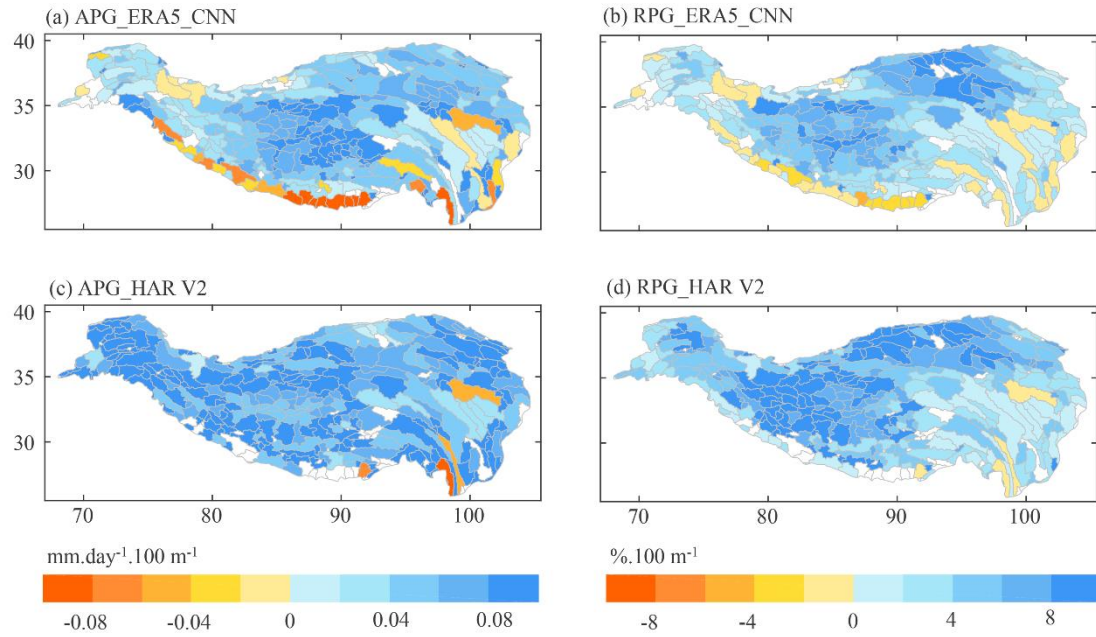 (a) APG_ERA5_CNN
(b) RPG_ERA5_CNN
40
35
30
(c) APG_HAR V2
(d) RPG_HAR V2
40
35
30
70 80 90 100
70 80 90 100
mm.day⁻¹.100 m⁻¹
%.100 m⁻¹
-0.08 -0.04 0 0.04 0.08
-8 -4 0 4 8